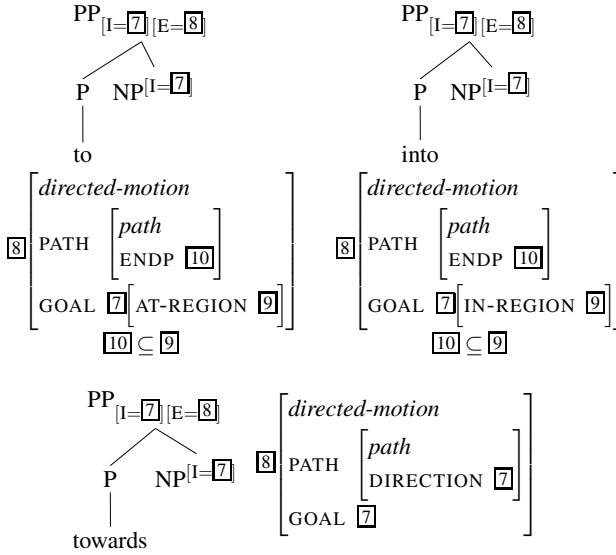 PP[I=7][E=8] PP[I=7][E=8]
P NP[I=7] P NP[I=7]
to into
directed-motion directed-motion
path path
8 PATH ENDP 10 8 PATH ENDP 10
GOAL 7 [AT-REGION 9] GOAL 7 [IN-REGION 9]
10 ⊆ 9 10 ⊆ 9
PP[I=7][E=8] directed-motion
path
P NP[I=7] 8 PATH DIRECTION 7
GOAL 7
towards